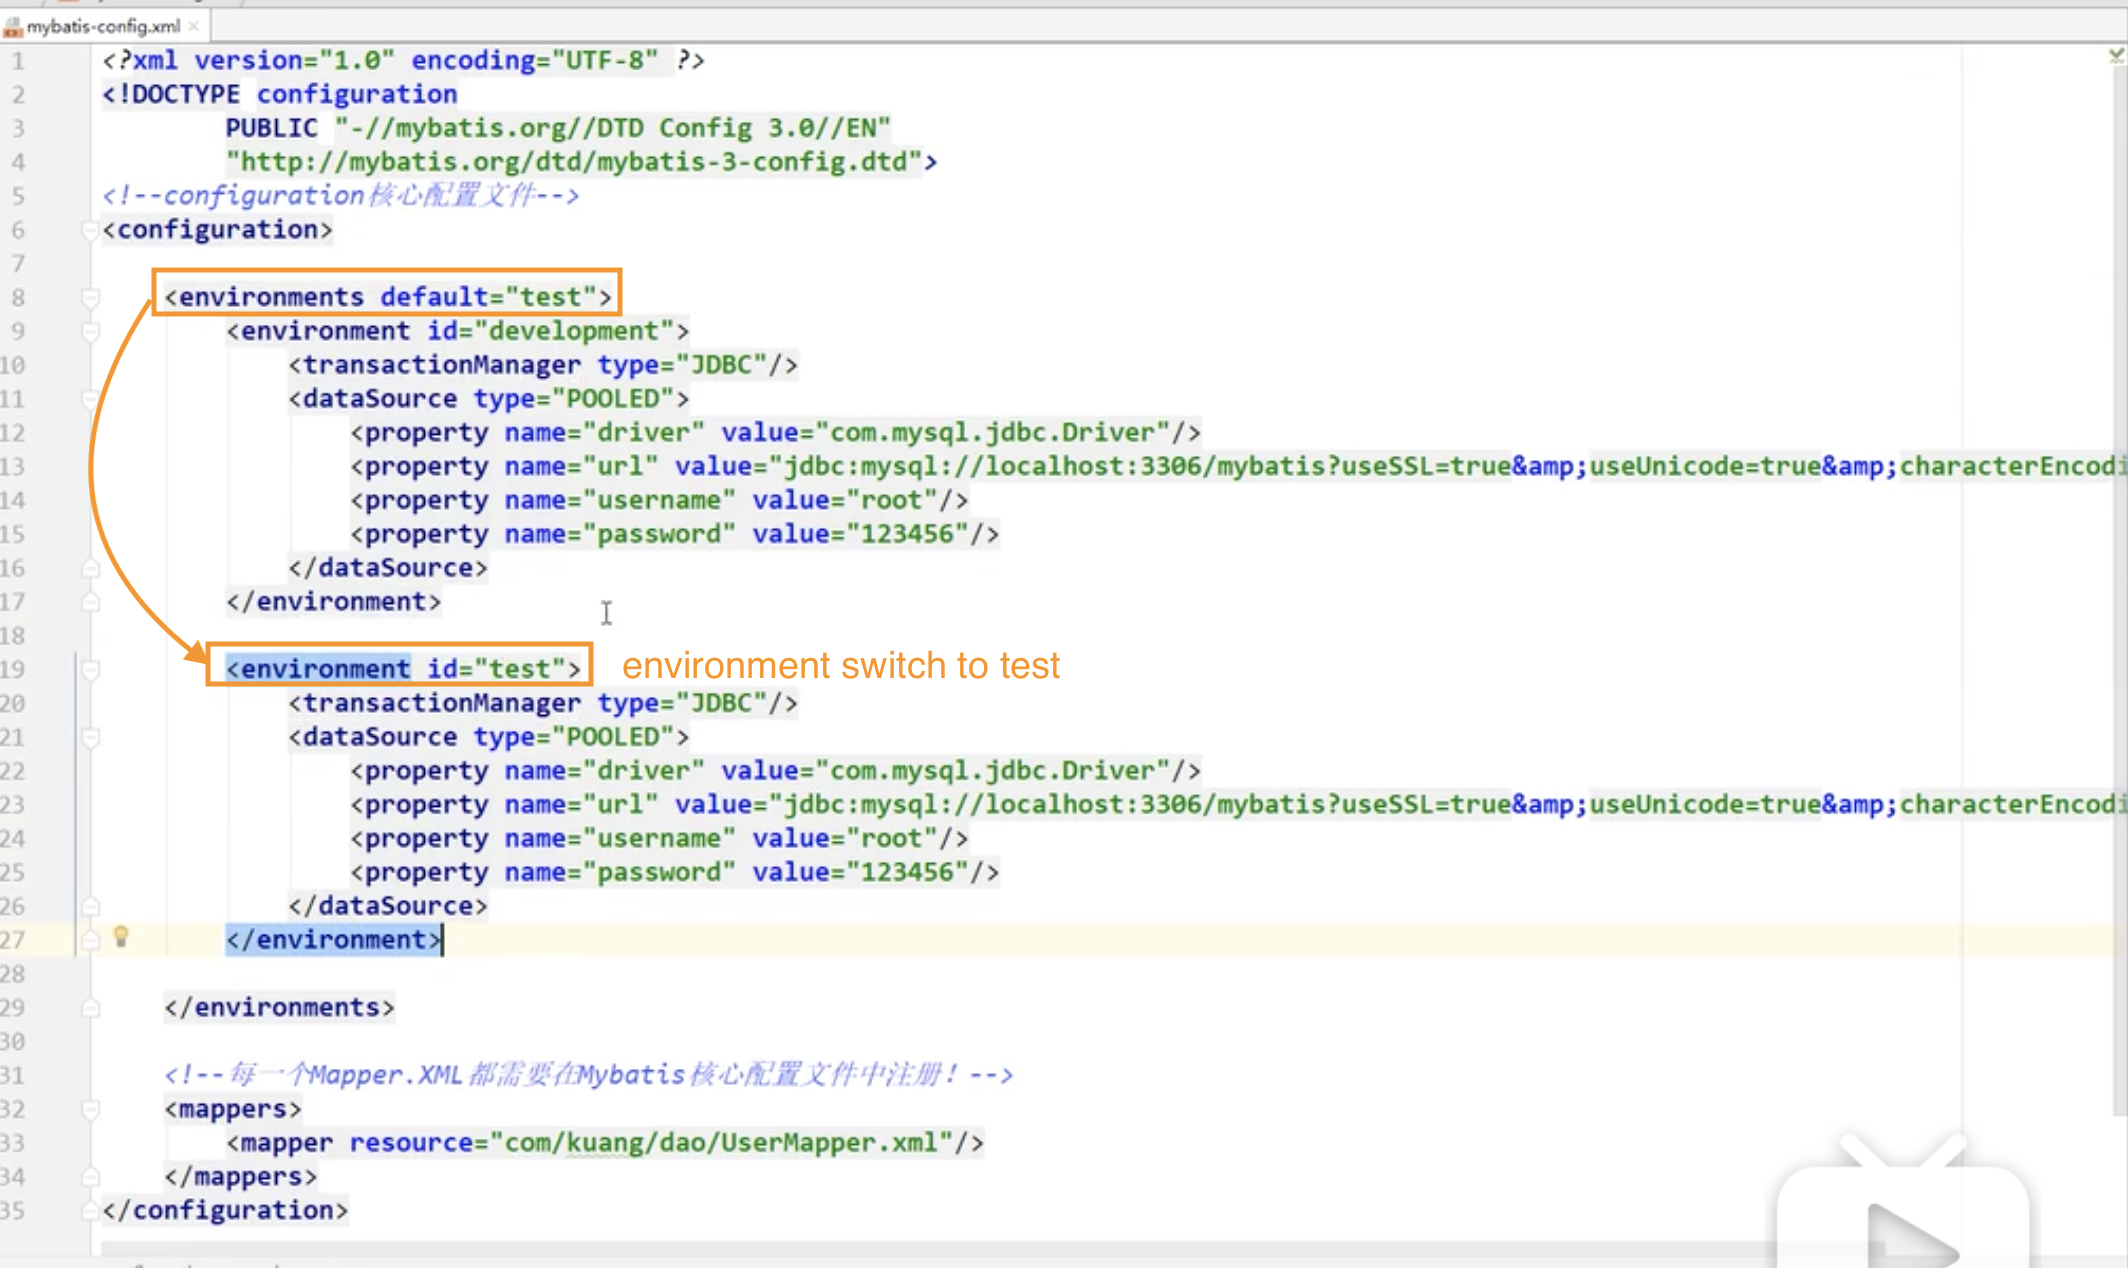 mybatis-config.xml
1 <?xml version="1.0" encoding="UTF-8" ?>
2 <!DOCTYPE configuration
3 PUBLIC "-//mybatis.org//DTD Config 3.0//EN"
4 "http://mybatis.org/dtd/mybatis-3-config.dtd">
5 <!--configuration核心配置文件-->
6 <configuration>
7
8 <environments default="test">
9 <environment id="development">
10 <transactionManager type="JDBC"/>
11 <dataSource type="POOLED">
12 <property name="driver" value="com.mysql.jdbc.Driver"/>
13 <property name="url" value="jdbc:mysql://localhost:3306/mybatis?useSSL=true&amp;useUnicode=true&amp;characterEncodi
14 <property name="username" value="root"/>
15 <property name="password" value="123456"/>
16 </dataSource>
17 </environment>
18
19 <environment id="test"> environment switch to test
20 <transactionManager type="JDBC"/>
21 <dataSource type="POOLED">
22 <property name="driver" value="com.mysql.jdbc.Driver"/>
23 <property name="url" value="jdbc:mysql://localhost:3306/mybatis?useSSL=true&amp;useUnicode=true&amp;characterEncodi
24 <property name="username" value="root"/>
25 <property name="password" value="123456"/>
26 </dataSource>
27 </environment>
28
29 </environments>
30
31 <!--每一个Mapper.XML都需要在Mybatis核心配置文件中注册！-->
32 <mappers>
33 <mapper resource="com/kuang/dao/UserMapper.xml"/>
34 </mappers>
35 </configuration>